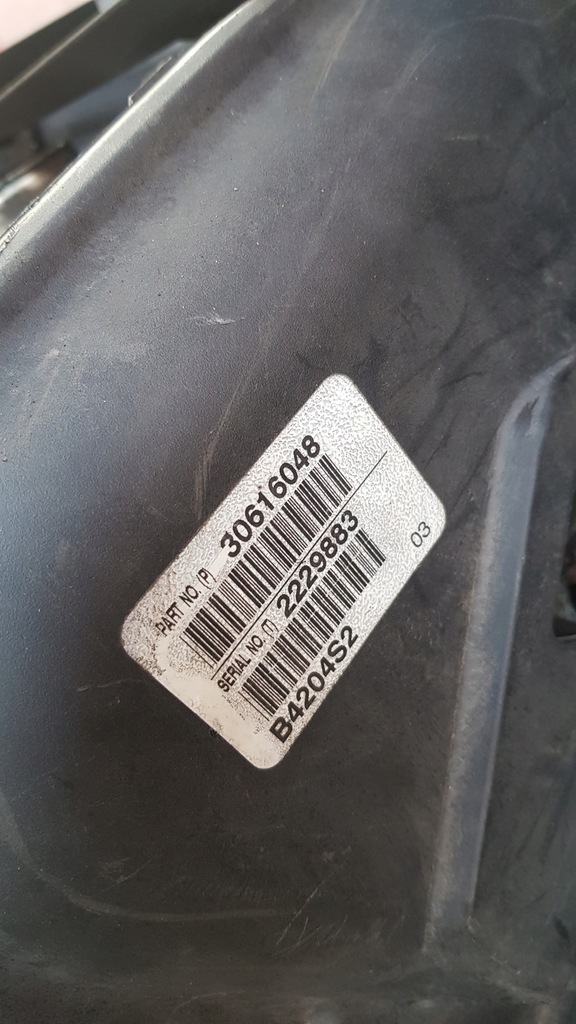 PART NO. (P) 30616048
SERIAL NO. (T) 2229883
B4204S2
03